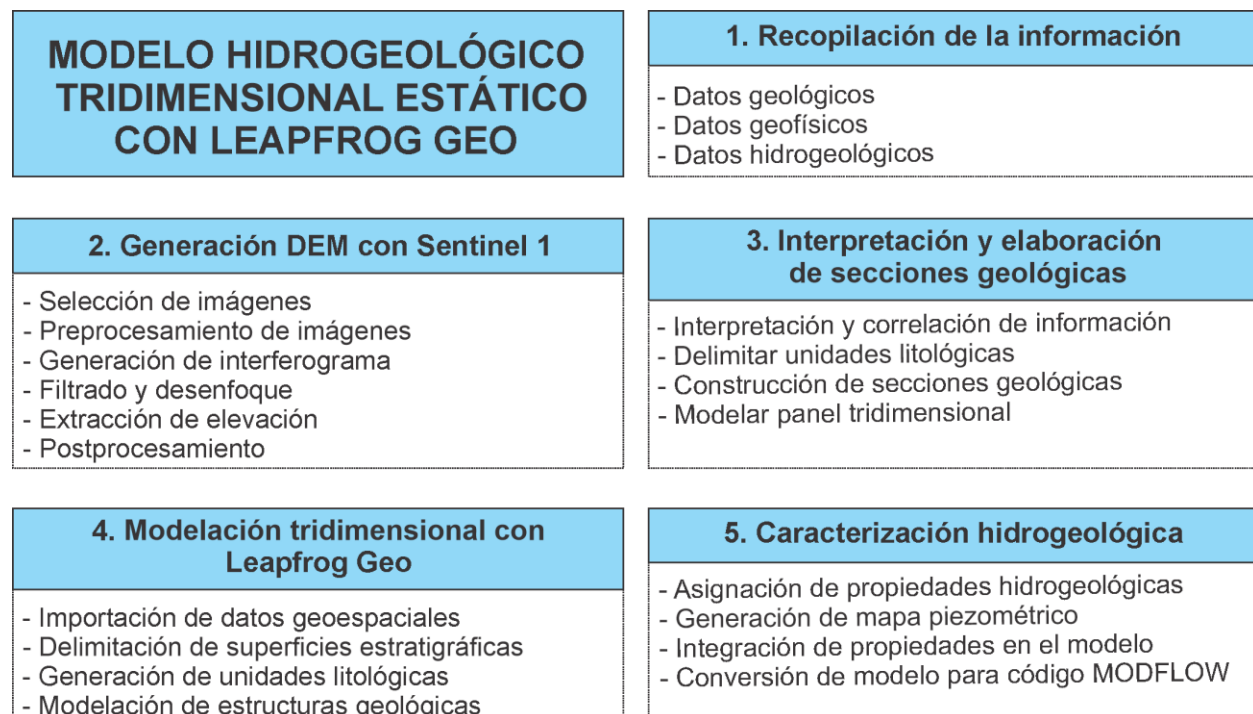 MODELO HIDROGEOLÓGICO
TRIDIMENSIONAL ESTÁTICO
CON LEAPFROG GEO
1. Recopilación de la información
- Datos geológicos
- Datos geofísicos
- Datos hidrogeológicos
2. Generación DEM con Sentinel 1
- Selección de imágenes
- Preprocesamiento de imágenes
- Generación de interferograma
- Filtrado y desenfoque
- Extracción de elevación
- Postprocesamiento
3. Interpretación y elaboración
de secciones geológicas
- Interpretación y correlación de información
- Delimitar unidades litológicas
- Construcción de secciones geológicas
- Modelar panel tridimensional
4. Modelación tridimensional con
Leapfrog Geo
- Importación de datos geoespaciales
- Delimitación de superficies estratigráficas
- Generación de unidades litológicas
- Modelación de estructuras geológicas
5. Caracterización hidrogeológica
- Asignación de propiedades hidrogeológicas
- Generación de mapa piezométrico
- Integración de propiedades en el modelo
- Conversión de modelo para código MODFLOW